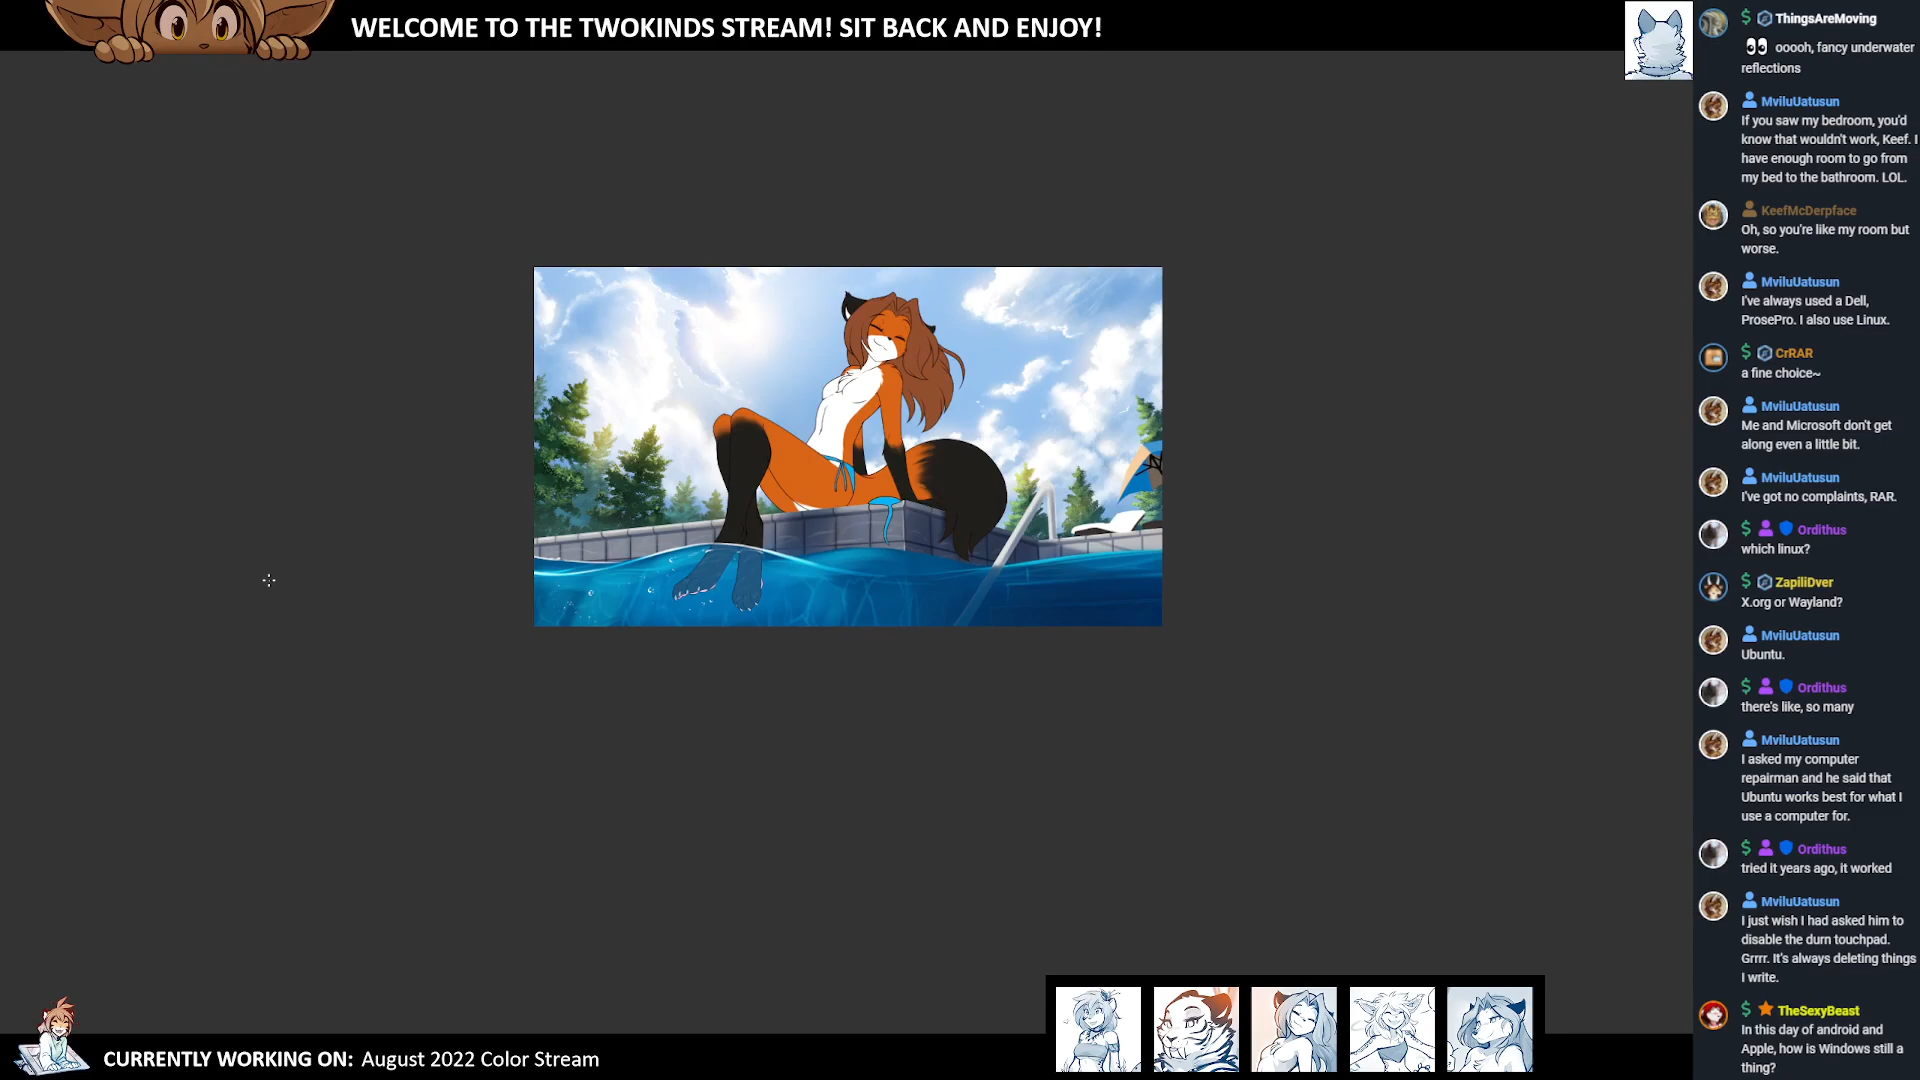 WELCOME TO THE TWOKINDS STREAM! SIT BACK AND ENJOY!
ThingsAreMoving
ooooh, fancy underwater
reflections
MviluUatusun
If you saw my bedroom, you'd
know that wouldn't work, Keef. I
have enough room to go from
my bed to the bathroom. LOL.
KeefMcDerpface
Oh, so you're like my room but
worse.
MviluUatusun
I've always used a Dell,
ProsePro. I also use Linux.
CrRAR
a fine choice~
MviluUatusun
Me and Microsoft don't get
along even a little bit.
MviluUatusun
I've got no complaints, RAR.
Ordithus
which linux?
ZapiliDver
X.org or Wayland?
MviluUatusun
Ubuntu.
Ordithus
there's like, so many
MviluUatusun
I asked my computer
repairman and he said that
Ubuntu works best for what I
use a computer for.
Ordithus
tried it years ago, it worked
MviluUatusun
I just wish I had asked him to
disable the durn touchpad.
Grrrr. It's always deleting things
I write.
TheSexyBeast
In this day of android and
Apple, how is Windows still a
thing?
CURRENTLY WORKING ON: August 2022 Color Stream